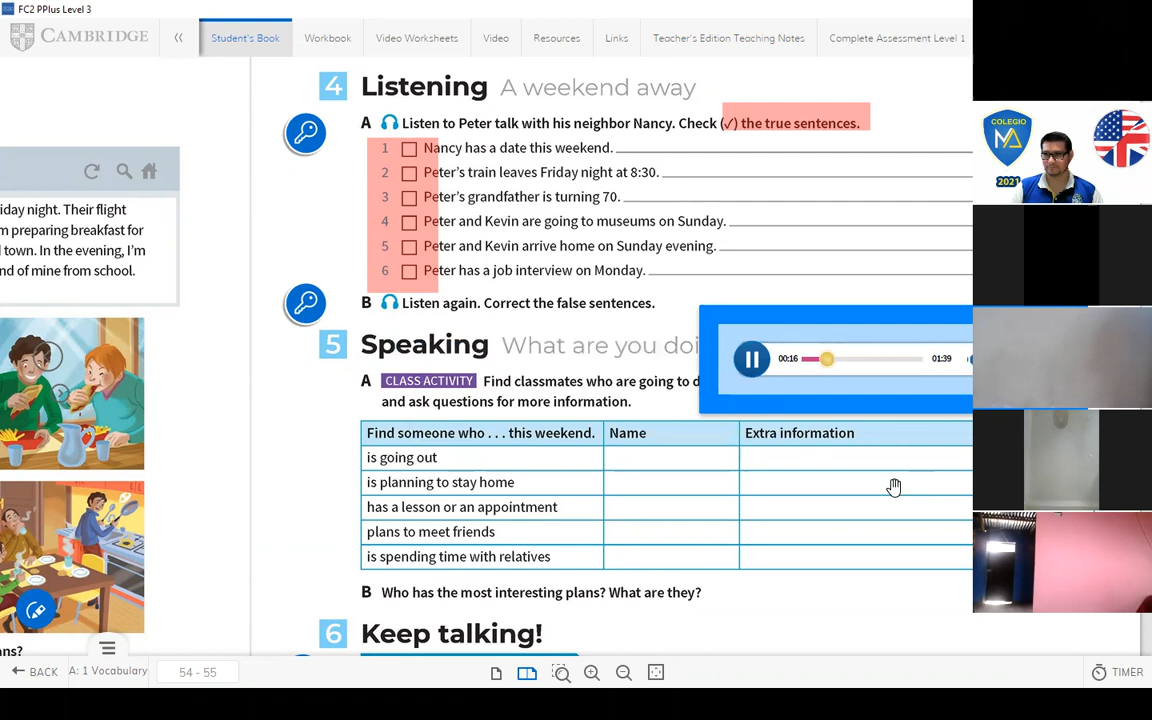 FC2 PPlus Level 3
CAMBRIDGE
Student's Book
Workbook
Video Worksheets
Video
Resources
Links
Teacher's Edition Teaching Notes
Complete Assessment Level 1
4 Listening A weekend away
A Listen to Peter talk with his neighbor Nancy. Check (✓) the true sentences.
1 Nancy has a date this weekend.
2 Peter's train leaves Friday night at 8:30.
3 Peter's grandfather is turning 70.
4 Peter and Kevin are going to museums on Sunday.
5 Peter and Kevin arrive home on Sunday evening.
6 Peter has a job interview on Monday.
B Listen again. Correct the false sentences.
iday night. Their flight
m preparing breakfast for
town. In the evening, I'm
nd of mine from school.
5 Speaking What are you doi
00:16
01:39
A CLASS ACTIVITY Find classmates who are going to d
and ask questions for more information.
Find someone who . . . this weekend. Name Extra information
is going out
is planning to stay home
has a lesson or an appointment
plans to meet friends
is spending time with relatives
B Who has the most interesting plans? What are they?
6 Keep talking!
ns?
BACK
A: 1 Vocabulary
54 - 55
TIMER
COLEGIO
MA
2021